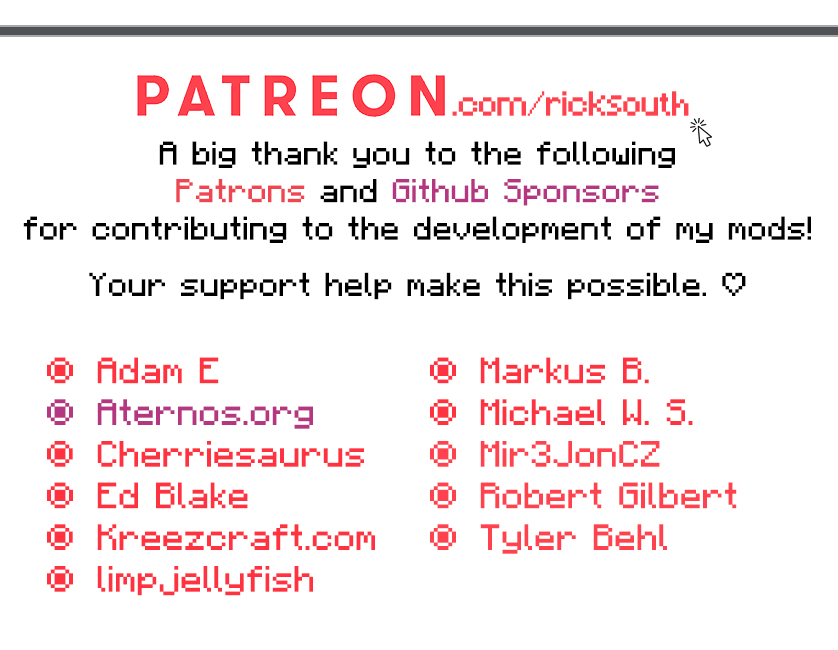 PATREON.com/ricksouth
A big thank you to the following
Patrons and Github Sponsors
for contributing to the development of my mods!
Your support help make this possible. ♡
Adam E
Aternos.org
Cherriesaurus
Ed Blake
Kreezcraft.com
limpjellyfish
Markus B.
Michael W. S.
Mir3JonCZ
Robert Gilbert
Tyler Behl